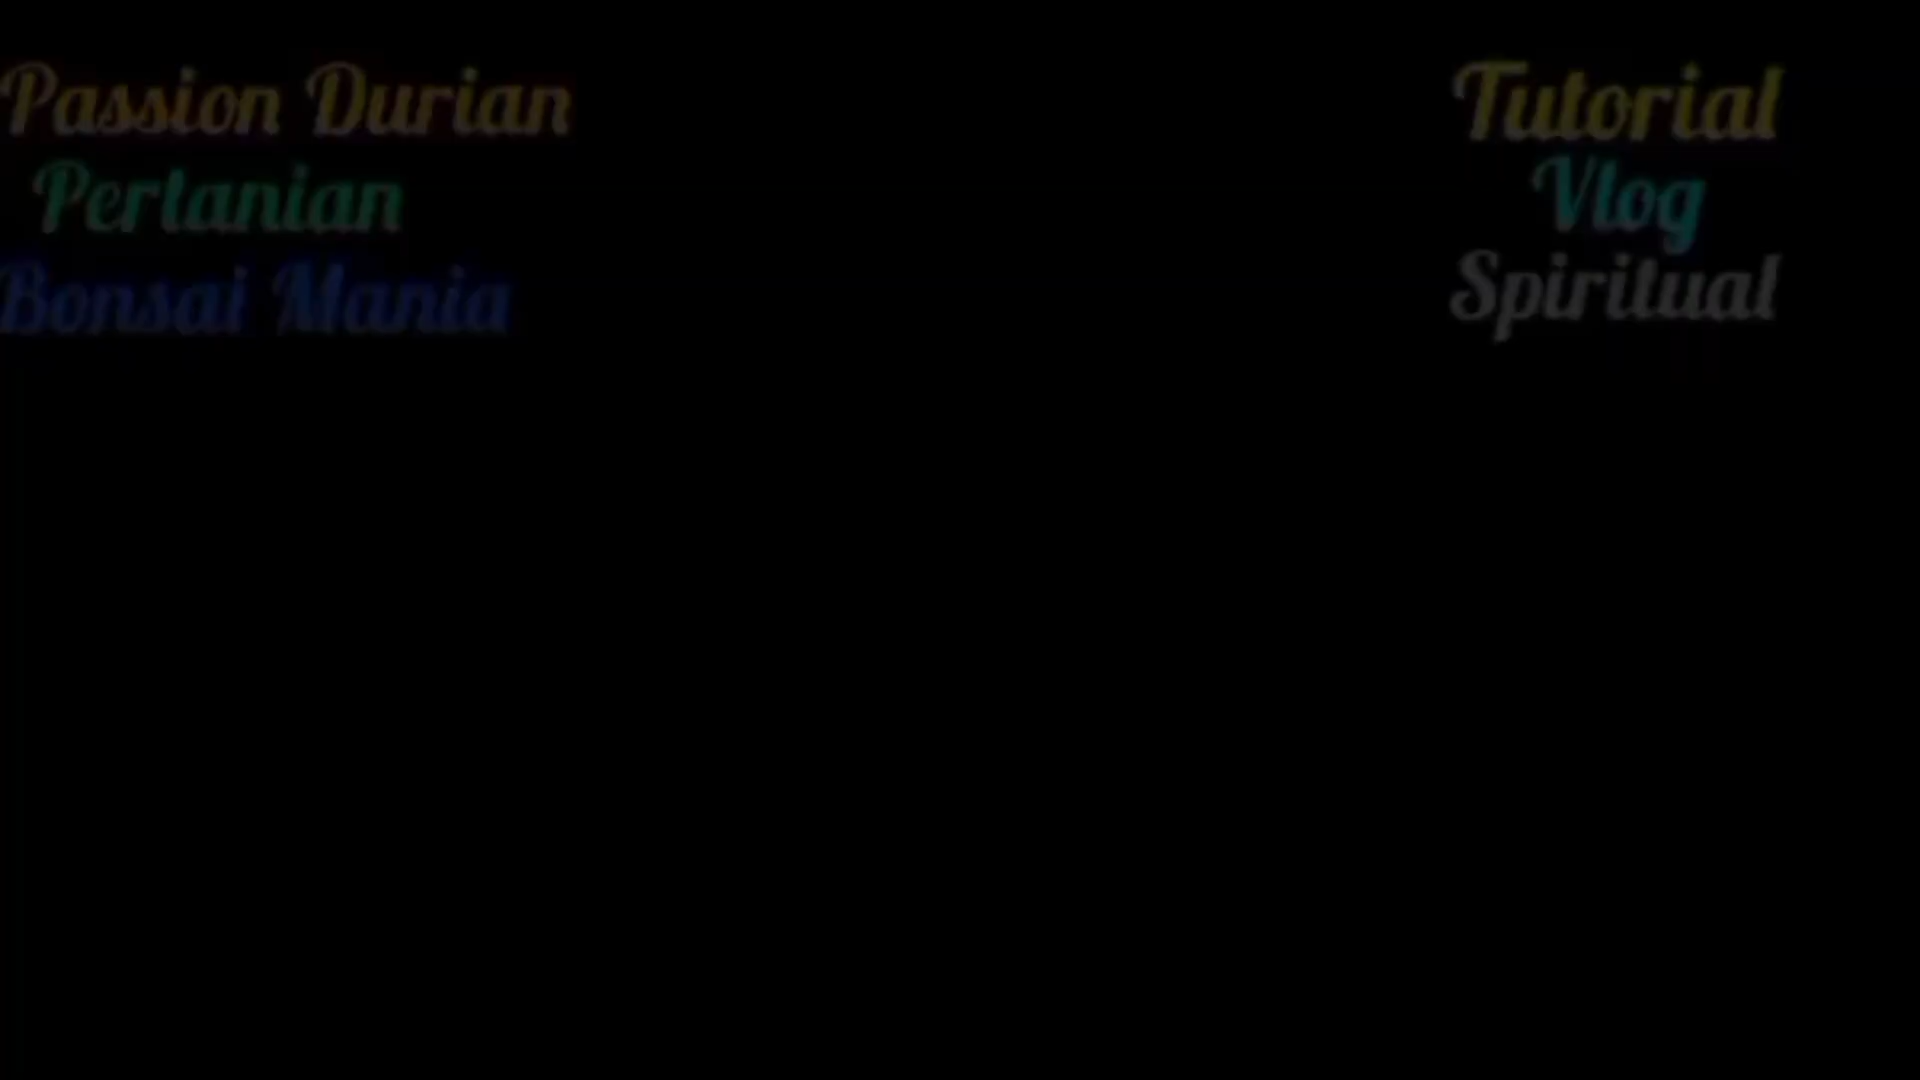 Passion Durian
Pertanian
Bonsai Mania
Tutorial
Vlog
Spiritual